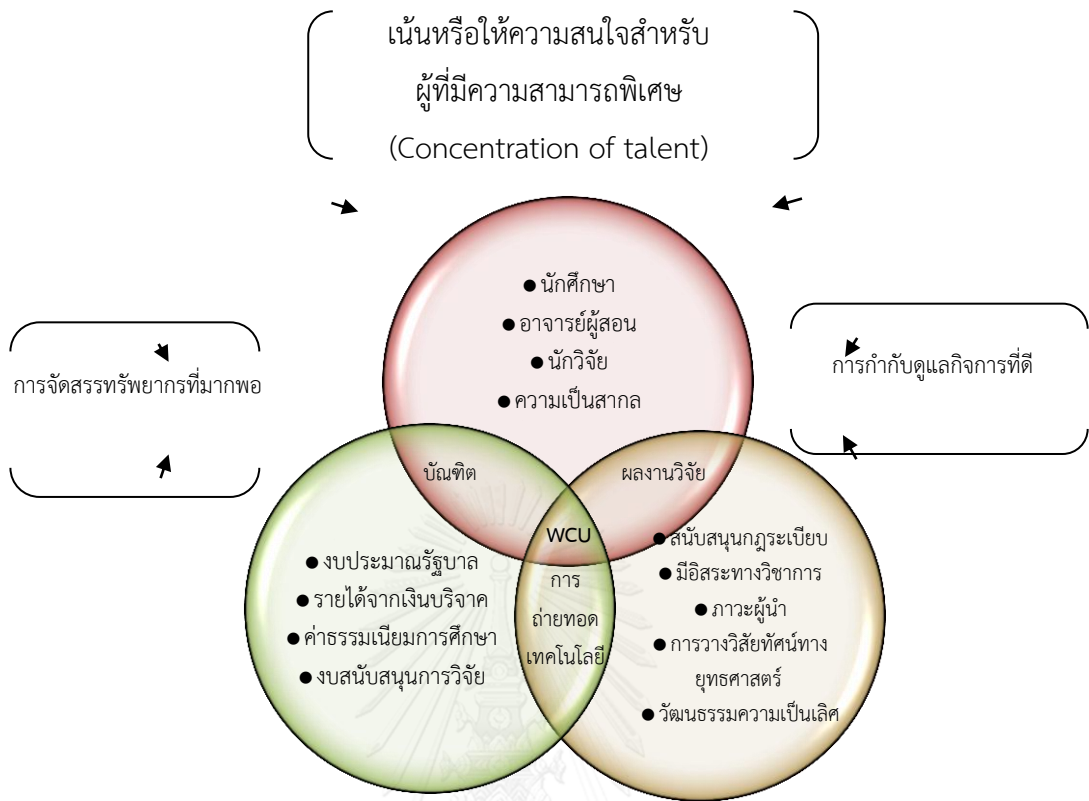 เน้นหรือให้ความสนใจสำหรับ
ผู้ที่มีความสามารถพิเศษ
(Concentration of talent)
● นักศึกษา
● อาจารย์ผู้สอน
● นักวิจัย
● ความเป็นสากล
การจัดสรรทรัพยากรที่มากพอ
การกำกับดูแลกิจการที่ดี
บัณฑิต
ผลงานวิจัย
WCU
● งบประมาณรัฐบาล
● รายได้จากเงินบริจาค
● ค่าธรรมเนียมการศึกษา
● งบสนับสนุนการวิจัย
การ
ถ่ายทอด
เทคโนโลยี
● สนับสนุนกฎระเบียบ
● มีอิสระทางวิชาการ
● ภาวะผู้นำ
● การวางวิสัยทัศน์ทาง
ยุทธศาสตร์
● วัฒนธรรมความเป็นเลิศ